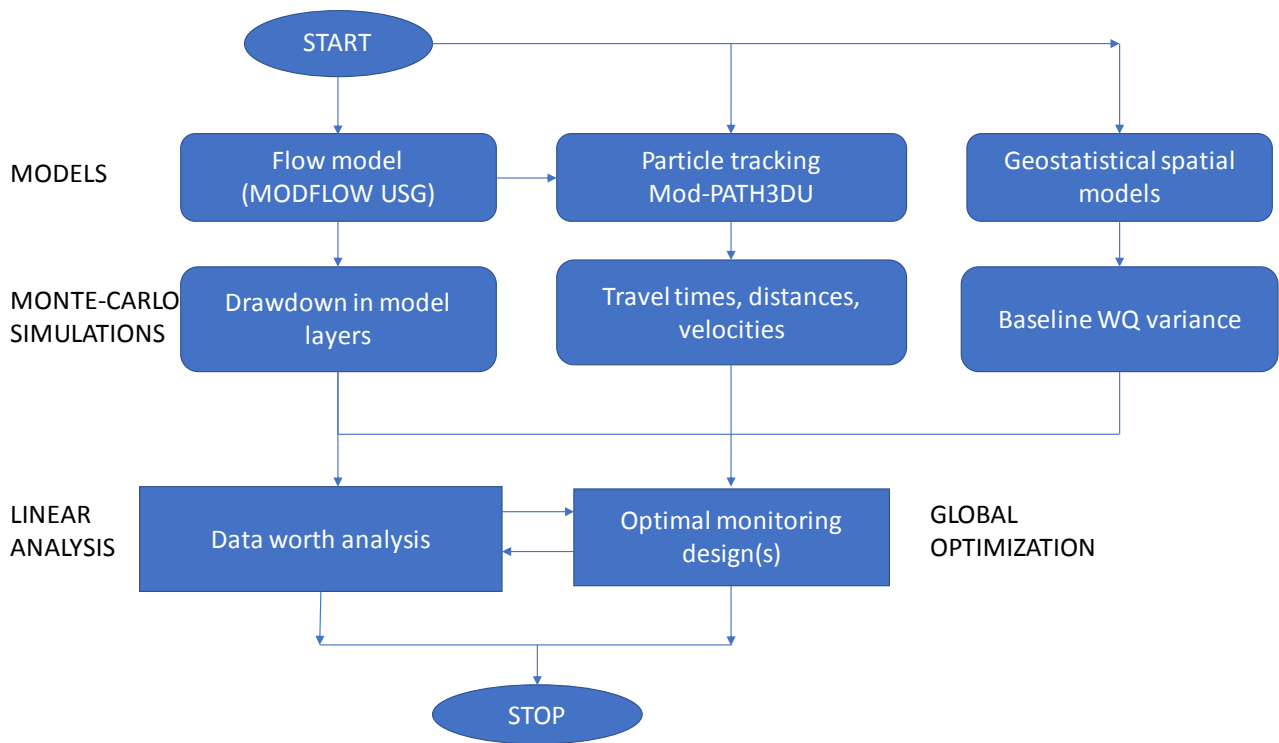 START
MODELS
Flow model
(MODFLOW USG)
Particle tracking
Mod-PATH3DU
Geostatistical spatial
models
MONTE-CARLO
SIMULATIONS
Drawdown in model
layers
Travel times, distances,
velocities
Baseline WQ variance
LINEAR
ANALYSIS
Data worth analysis
Optimal monitoring
design(s)
GLOBAL
OPTIMIZATION
STOP